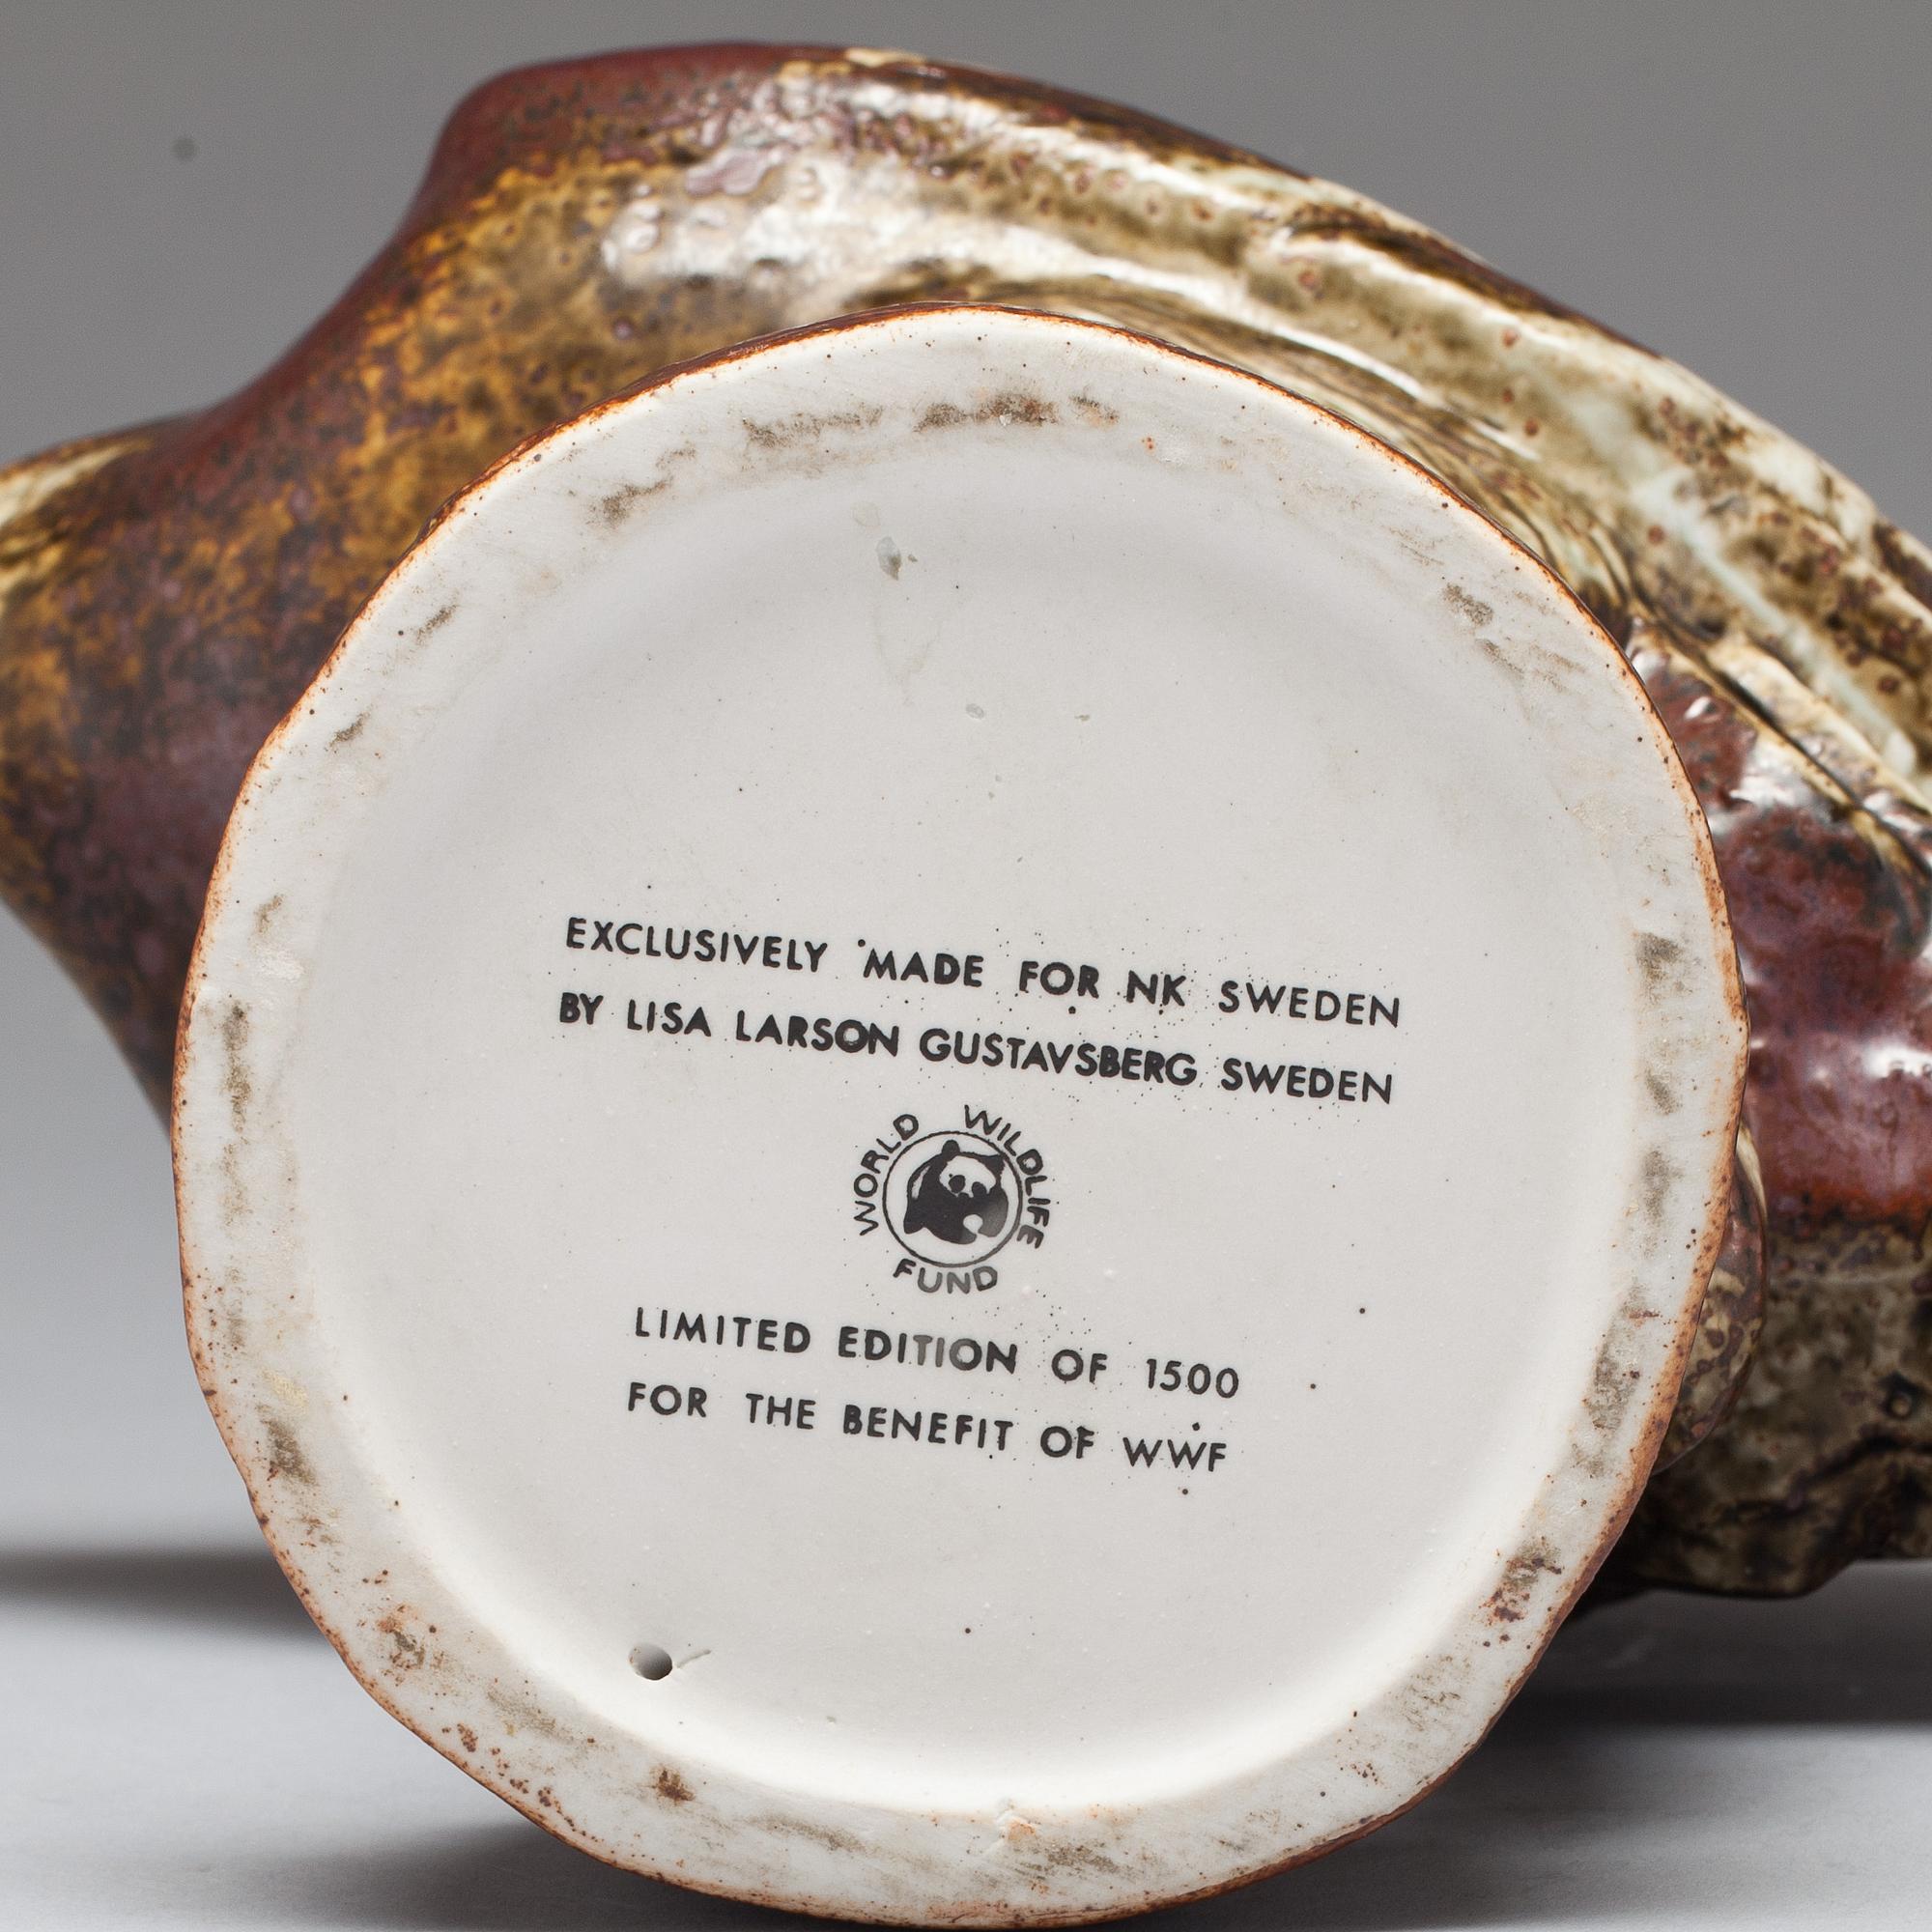 EXCLUSIVELY MADE FOR NK SWEDEN
BY LISA LARSON GUSTAVSBERG SWEDEN
WORLD WILDLIFE FUND
LIMITED EDITION OF 1500
FOR THE BENEFIT OF WWF